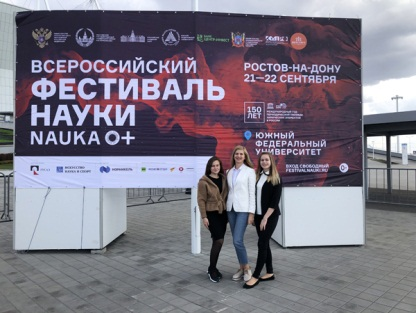 ВСЕРОССИЙСКИЙ
ФЕСТИВАЛЬ
НАУКИ
NAUKA 0+
РОСТОВ-НА-ДОНУ
21—22 СЕНТЯБРЯ
150
ЛЕТ
ЮЖНЫЙ
ФЕДЕРАЛЬНЫЙ
УНИВЕРСИТЕТ
ВХОД СВОБОДНЫЙ
FESTIVALNAUKI.RU